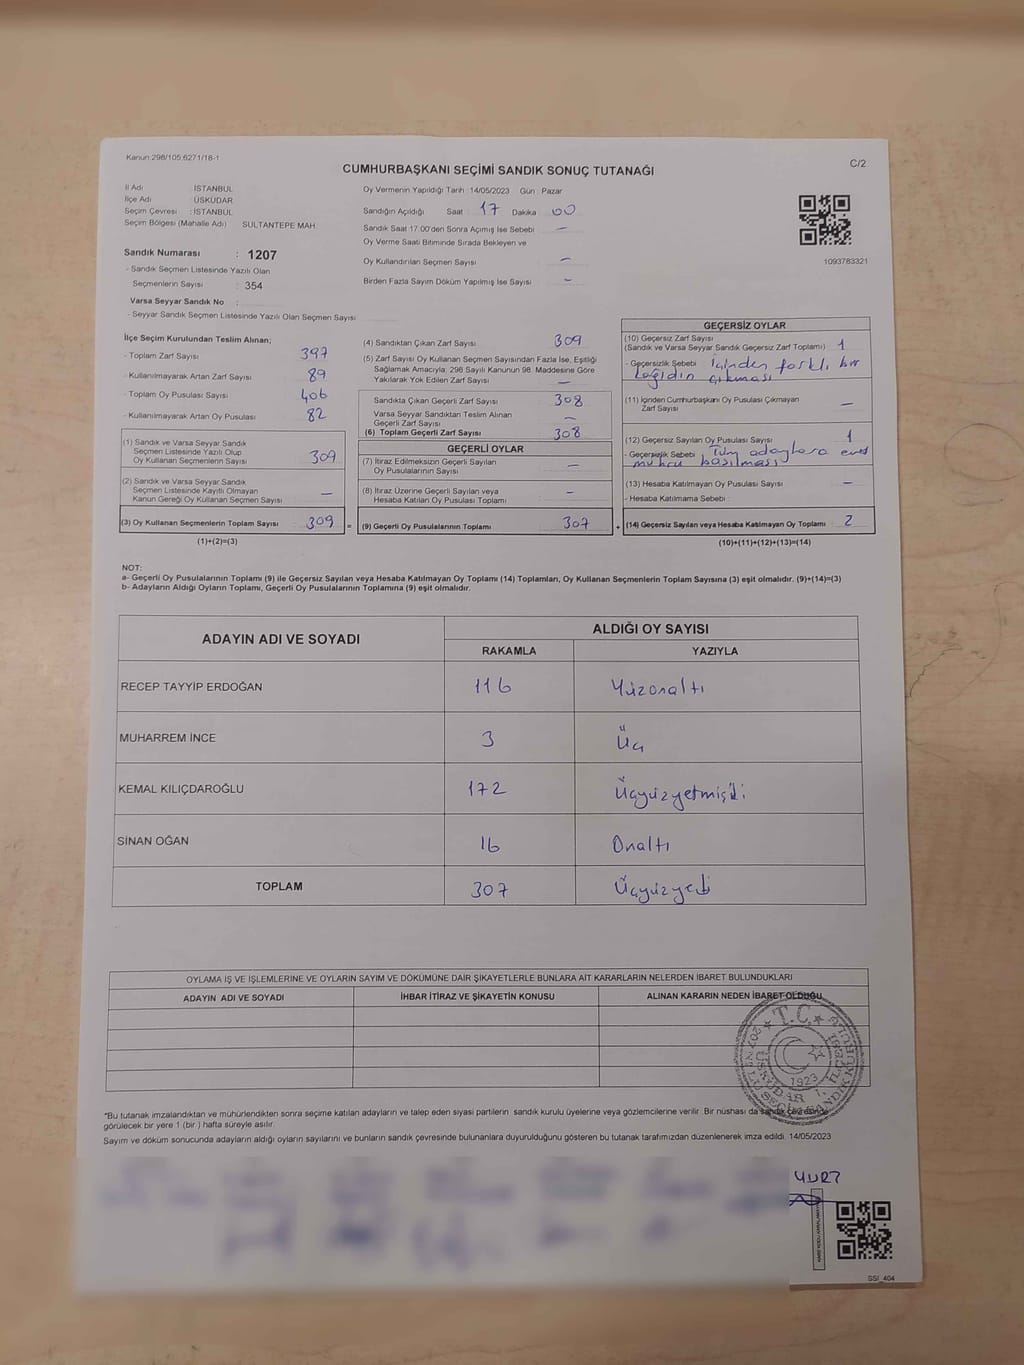 Kanun:298/105,6271/18-1
C/2
CUMHURBAŞKANI SEÇİMİ SANDIK SONUÇ TUTANAĞI
İl Adı : İSTANBUL
İlçe Adı : ÜSKÜDAR
Seçim Çevresi : İSTANBUL
Seçim Bölgesi (Mahalle Adı) SULTANTEPE MAH
Sandık Numarası : 1207
- Sandık Seçmen Listesinde Yazılı Olan
Seçmenlerin Sayısı : 354
Varsa Seyyar Sandık No :
- Seyyar Sandık Seçmen Listesinde Yazılı Olan Seçmen Sayısı
Oy Vermenin Yapıldığı Tarih :14/05/2023 Gün : Pazar
Sandığın Açıldığı Saat : 17 Dakika : 00
Sandık Saat 17.00'den Sonra Açımış İse Sebebi : —
Oy Verme Saati Bitiminde Sırada Bekleyen ve
Oy Kullandırılan Seçmen Sayısı : —
Birden Fazla Sayım Döküm Yapılmış İse Sayısı : —
1093783321
İlçe Seçim Kurulundan Teslim Alınan;
- Toplam Zarf Sayısı : 397
- Kullanılmayarak Artan Zarf Sayısı : 89
- Toplam Oy Pusulası Sayısı : 406
- Kullanılmayarak Artan Oy Pusulası : 82
(1) Sandık ve Varsa Seyyar Sandık
Seçmen Listesinde Yazılı Olup
Oy Kullanan Seçmenlerin Sayısı : 309
(2) Sandık ve Varsa Seyyar Sandık
Seçmen Listesinde Kayıtlı Olmayan
Kanun Gereği Oy Kullanan Seçmen Sayısı : —
(3) Oy Kullanan Seçmenlerin Toplam Sayısı : 309 =
(1)+(2)=(3)
(4) Sandıktan Çıkan Zarf Sayısı : 309
(5) Zarf Sayısı Oy Kullanan Seçmen Sayısından Fazla İse, Eşitliği
Sağlamak Amacıyla; 298 Sayılı Kanunun 98. Maddesine Göre
Yakılarak Yok Edilen Zarf Sayısı : —
Sandıkta Çıkan Geçerli Zarf Sayısı : 308
Varsa Seyyar Sandıktan Teslim Alınan
Geçerli Zarf Sayısı : —
(6) Toplam Geçerli Zarf Sayısı : 308
GEÇERLİ OYLAR
(7) İtiraz Edilmeksizin Geçerli Sayılan
Oy Pusulalarının Sayısı : —
(8) İtiraz Üzerine Geçerli Sayılan veya
Hesaba Katılan Oy Pusulası Toplamı : —
(9) Geçerli Oy Pusulalarının Toplamı : 307 +
GEÇERSİZ OYLAR
(10) Geçersiz Zarf Sayısı
(Sandık ve Varsa Seyyar Sandık Geçersiz Zarf Toplamı) : 1
- Geçersizlik Sebebi : İçinden farklı bir
kağıdın çıkması
(11) İçinden Cumhurbaşkanı Oy Pusulası Çıkmayan
Zarf Sayısı : —
(12) Geçersiz Sayılan Oy Pusulası Sayısı : 1
- Geçersizlik Sebebi : Tüm adaylara evet
mührü basılması
(13) Hesaba Katılmayan Oy Pusulası Sayısı : —
- Hesaba Katılmama Sebebi :
(14) Geçersiz Sayılan veya Hesaba Katılmayan Oy Toplamı : 2
(10)+(11)+(12)+(13)=(14)
NOT:
a- Geçerli Oy Pusulalarının Toplamı (9) ile Geçersiz Sayılan veya Hesaba Katılmayan Oy Toplamı (14) Toplamları, Oy Kullanan Seçmenlerin Toplam Sayısına (3) eşit olmalıdır. (9)+(14)=(3)
b- Adayların Aldığı Oyların Toplamı, Geçerli Oy Pusulalarının Toplamına (9) eşit olmalıdır.
ADAYIN ADI VE SOYADI ALDIĞI OY SAYISI
RAKAMLA YAZIYLA
RECEP TAYYİP ERDOĞAN 116 Yüzonaltı
MUHARREM İNCE 3 Üç
KEMAL KILIÇDAROĞLU 172 Üçyüzyetmişiki
SİNAN OĞAN 16 Onaltı
TOPLAM 307 Üçyüzyedi
OYLAMA İŞ VE İŞLEMLERİNE VE OYLARIN SAYIM VE DÖKÜMÜNE DAİR ŞİKAYETLERLE BUNLARA AİT KARARLARIN NELERDEN İBARET BULUNDUKLARI
ADAYIN ADI VE SOYADI İHBAR İTİRAZ VE ŞİKAYETİN KONUSU ALINAN KARARIN NEDEN İBARET OLDUĞU
T.C.
1923
ÜSKÜDAR 1. İLÇESİ
*Bu tutanak imzalandıktan ve mühürlendikten sonra seçime katılan adayların ve talep eden siyasi partilerin sandık kurulu üyelerine veya gözlemcilerine verilir. Bir nüshası da sandık çevresinde
görülecek bir yere 1 (bir ) hafta süreyle asılır.
Sayım ve döküm sonucunda adayların aldığı oyların sayılarını ve bunların sandık çevresinde bulunanlara duyurulduğunu gösteren bu tutanak tarafımızdan düzenlenerek imza edildi. 14/05/2023
SSI_404